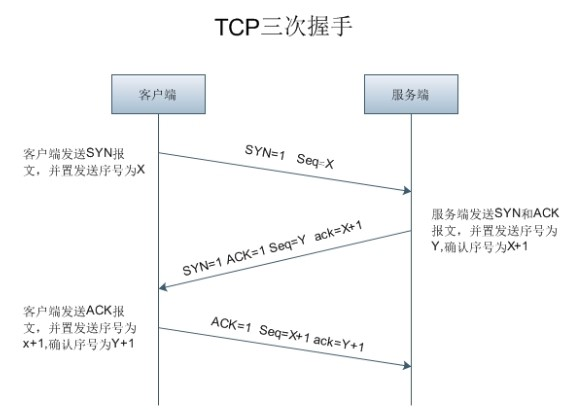 TCP三次握手
客户端
服务端
客户端发送SYN报
文，并置发送序号为X
SYN=1 Seq=X
服务端发送SYN和ACK
报文，并置发送序号为
Y,确认序号为X+1
SYN=1 ACK=1 Seq=Y ack=X+1
客户端发送ACK报
文，并置发送序号为
x+1,确认序号为Y+1
ACK=1 Seq=X+1 ack=Y+1